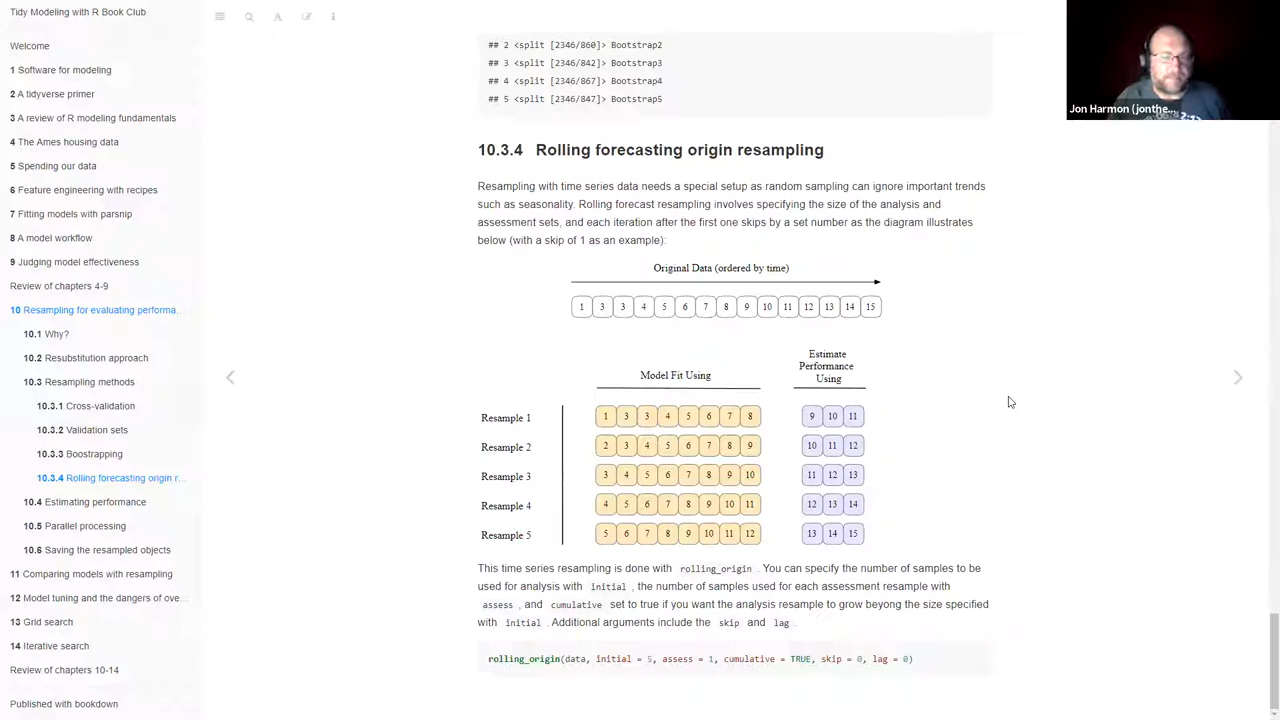 Tidy Modeling with R Book Club
Welcome
1 Software for modeling
2 A tidyverse primer
3 A review of R modeling fundamentals
4 The Ames housing data
5 Spending our data
6 Feature engineering with recipes
7 Fitting models with parsnip
8 A model workflow
9 Judging model effectiveness
Review of chapters 4-9
10 Resampling for evaluating performa...
10.1 Why?
10.2 Resubstitution approach
10.3 Resampling methods
10.3.1 Cross-validation
10.3.2 Validation sets
10.3.3 Boostrapping
10.3.4 Rolling forecasting origin r...
10.4 Estimating performance
10.5 Parallel processing
10.6 Saving the resampled objects
11 Comparing models with resampling
12 Model tuning and the dangers of ove...
13 Grid search
14 Iterative search
Review of chapters 10-14
Published with bookdown
## 2 <split [2346/860]> Bootstrap2
## 3 <split [2346/842]> Bootstrap3
## 4 <split [2346/867]> Bootstrap4
## 5 <split [2346/847]> Bootstrap5
10.3.4 Rolling forecasting origin resampling
Resampling with time series data needs a special setup as random sampling can ignore important trends
such as seasonality. Rolling forecast resampling involves specifying the size of the analysis and
assessment sets, and each iteration after the first one skips by a set number as the diagram illustrates
below (with a skip of 1 as an example):
Original Data (ordered by time)
1 3 3 4 5 6 7 8 9 10 11 12 13 14 15
Model Fit Using
Estimate
Performance
Using
Resample 1 1 3 3 4 5 6 7 8 9 10 11
Resample 2 2 3 4 5 6 7 8 9 10 11 12
Resample 3 3 4 5 6 7 8 9 10 11 12 13
Resample 4 4 5 6 7 8 9 10 11 12 13 14
Resample 5 5 6 7 8 9 10 11 12 13 14 15
This time series resampling is done with rolling_origin . You can specify the number of samples to be
used for analysis with initial , the number of samples used for each assessment resample with
assess , and cumulative set to true if you want the analysis resample to grow beyong the size specified
with initial . Additional arguments include the skip and lag .
rolling_origin(data, initial = 5, assess = 1, cumulative = TRUE, skip = 0, lag = 0)
Jon Harmon (jonthe...